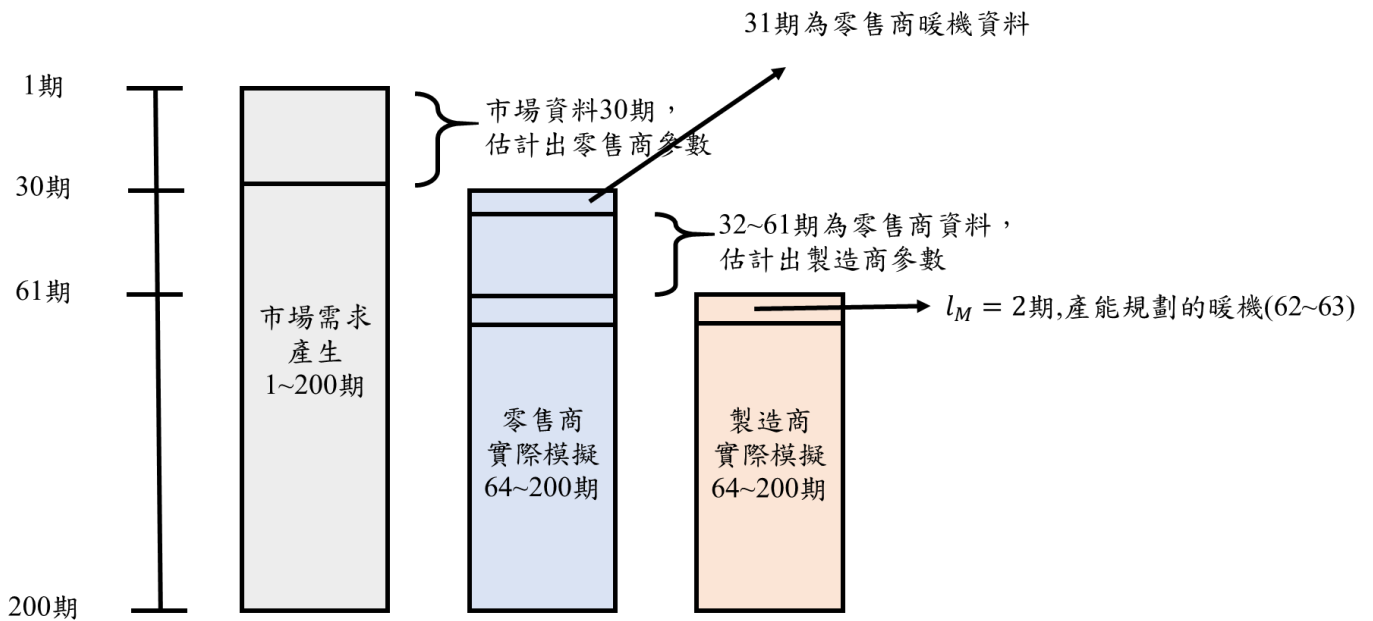 31期為零售商暖機資料
1期
市場資料30期，
估計出零售商參數
30期
32~61期為零售商資料，
估計出製造商參數
61期
l_M = 2期,產能規劃的暖機(62~63)
市場需求
產生
1~200期
零售商
實際模擬
64~200期
製造商
實際模擬
64~200期
200期